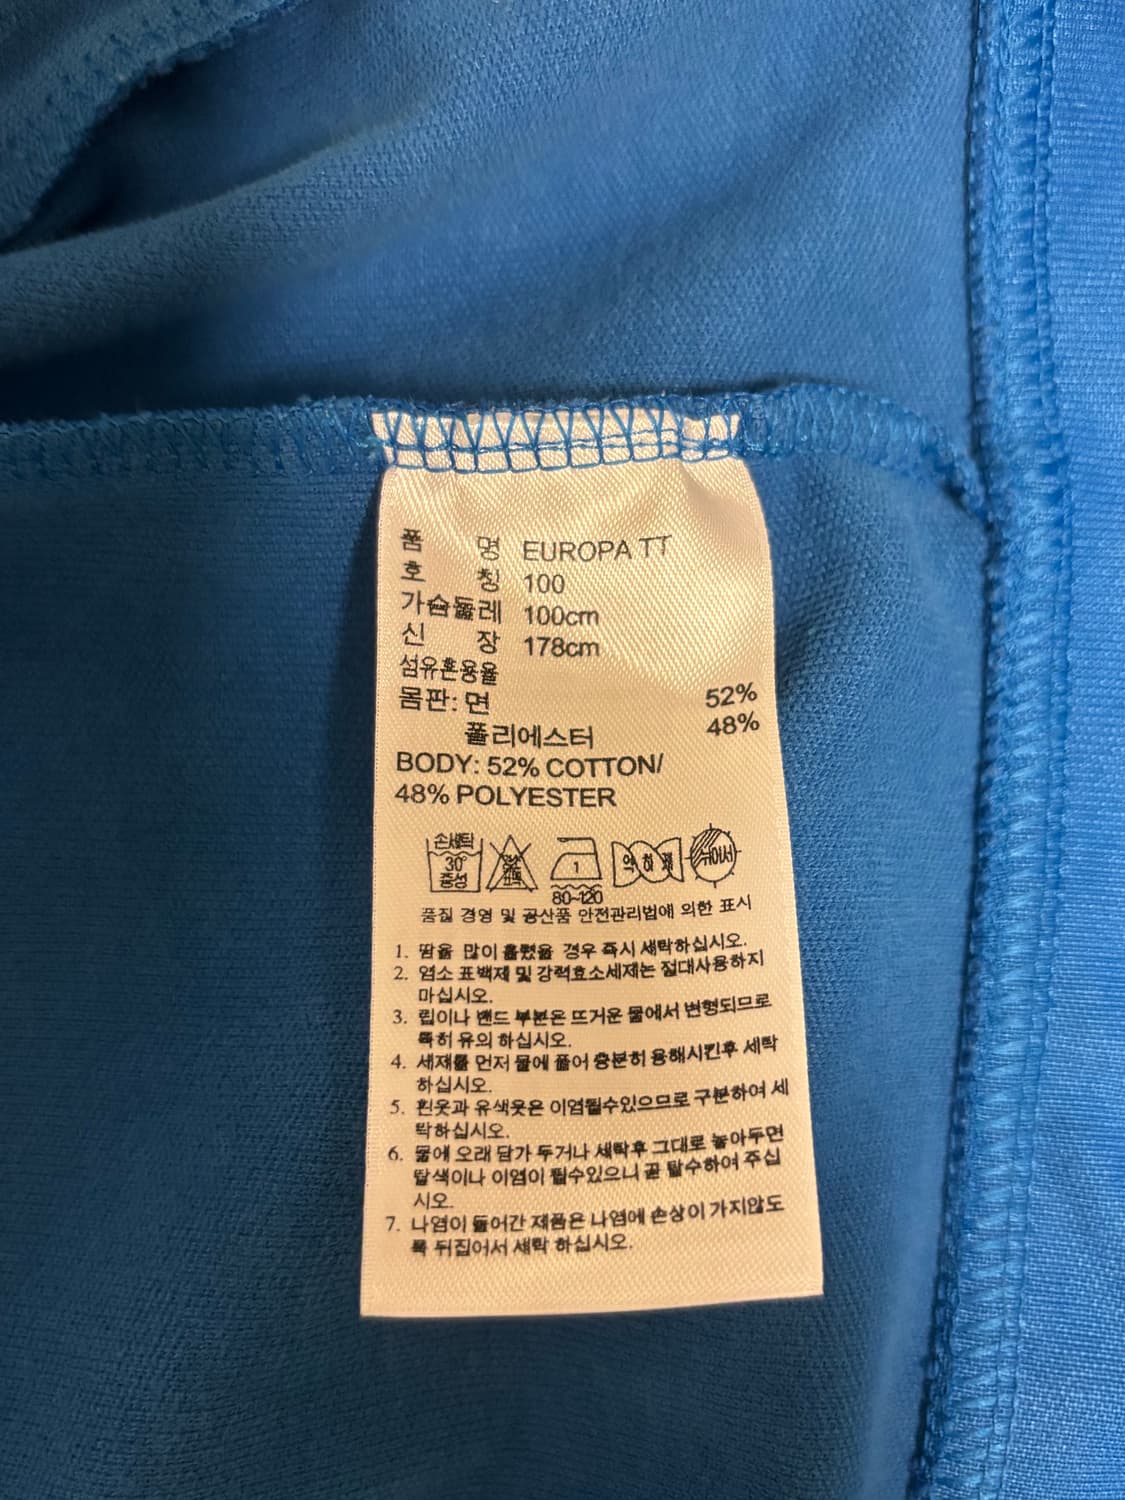 품 명 EUROPA TT
호 칭 100
가슴둘레 100cm
신 장 178cm
섬유혼용율
몸판: 면 52%
폴리에스터 48%
BODY: 52% COTTON/
48% POLYESTER
손세탁
30°
중성
1
80~120
약하게
뉘어서
품질 경영 및 공산품 안전관리법에 의한 표시
1. 땀을 많이 흘렸을 경우 즉시 세탁하십시오.
2. 염소 표백제 및 강력효소세제는 절대사용하지
마십시오.
3. 립이나 밴드 부분은 뜨거운 물에서 변형되므로
특히 유의 하십시오.
4. 세제를 먼저 물에 풀어 충분히 용해시킨후 세탁
하십시오.
5. 흰옷과 유색옷은 이염될수있으므로 구분하여 세
탁하십시오.
6. 물에 오래 담가 두거나 세탁후 그대로 놓아두면
탈색이나 이염이 될수있으니 곧 탈수하여 주십
시오.
7. 나염이 들어간 제품은 나염에 손상이 가지않도
록 뒤집어서 세탁 하십시오.